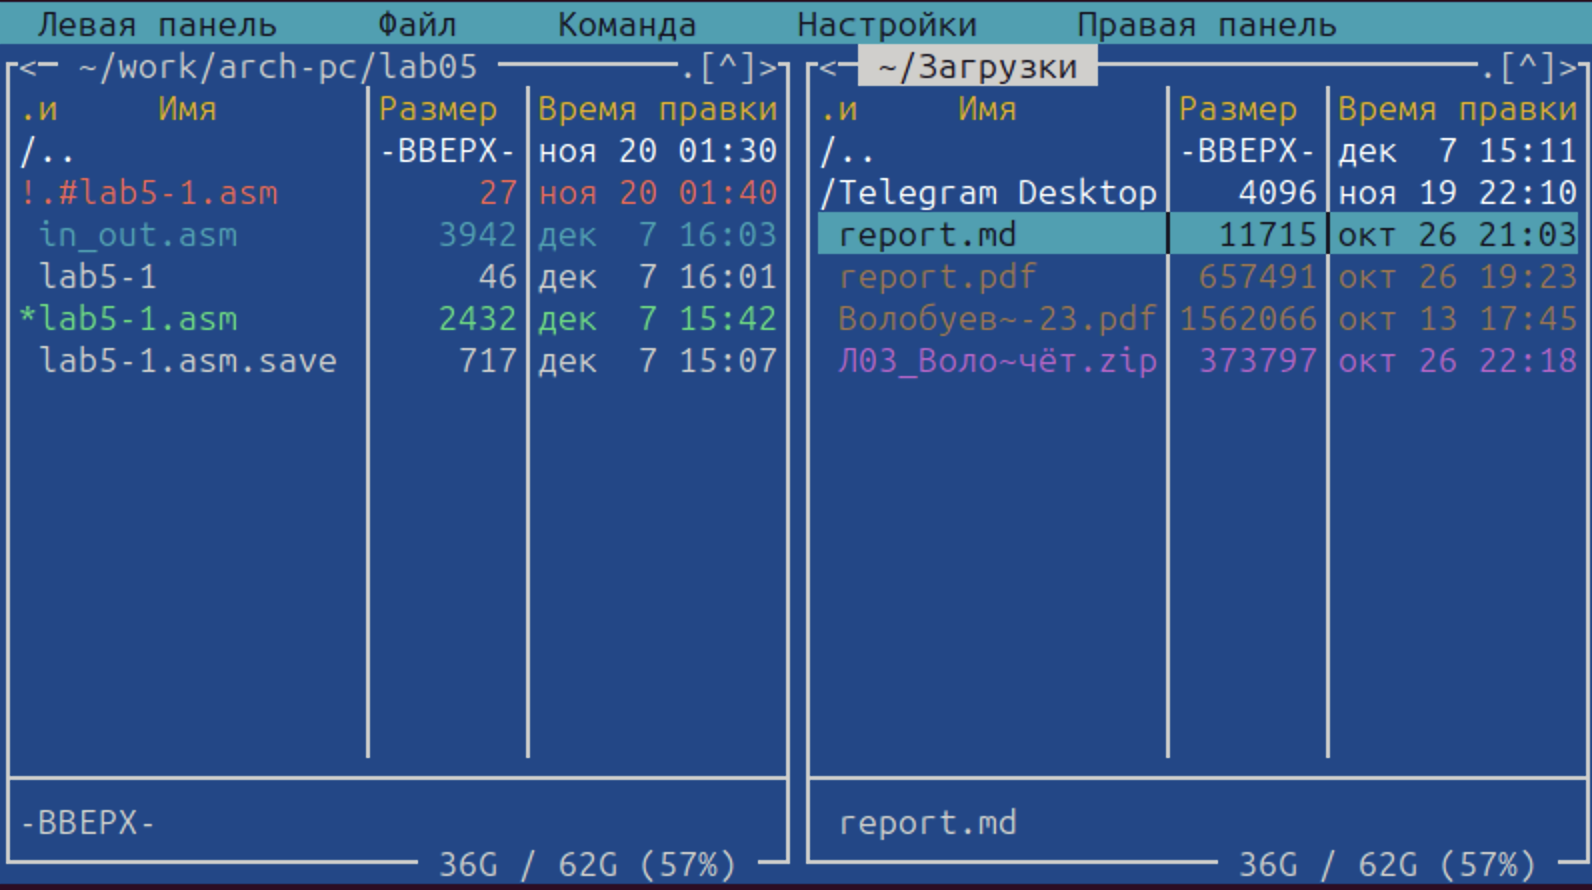 Левая панель Файл Команда Настройки Правая панель
<─ ~/work/arch-pc/lab05 ─.[^]>
.и Имя Размер Время правки
/.. -ВВЕРХ- ноя 20 01:30
!.#lab5-1.asm 27 ноя 20 01:40
in_out.asm 3942 дек 7 16:03
lab5-1 46 дек 7 16:01
*lab5-1.asm 2432 дек 7 15:42
lab5-1.asm.save 717 дек 7 15:07
-ВВЕРХ-
36G / 62G (57%)
<─ ~/Загрузки ─.[^]>
.и Имя Размер Время правки
/.. -ВВЕРХ- дек 7 15:11
/Telegram Desktop 4096 ноя 19 22:10
report.md 11715 окт 26 21:03
report.pdf 657491 окт 26 19:23
Волобуев~-23.pdf 1562066 окт 13 17:45
Л03_Воло~чёт.zip 373797 окт 26 22:18
report.md
36G / 62G (57%)